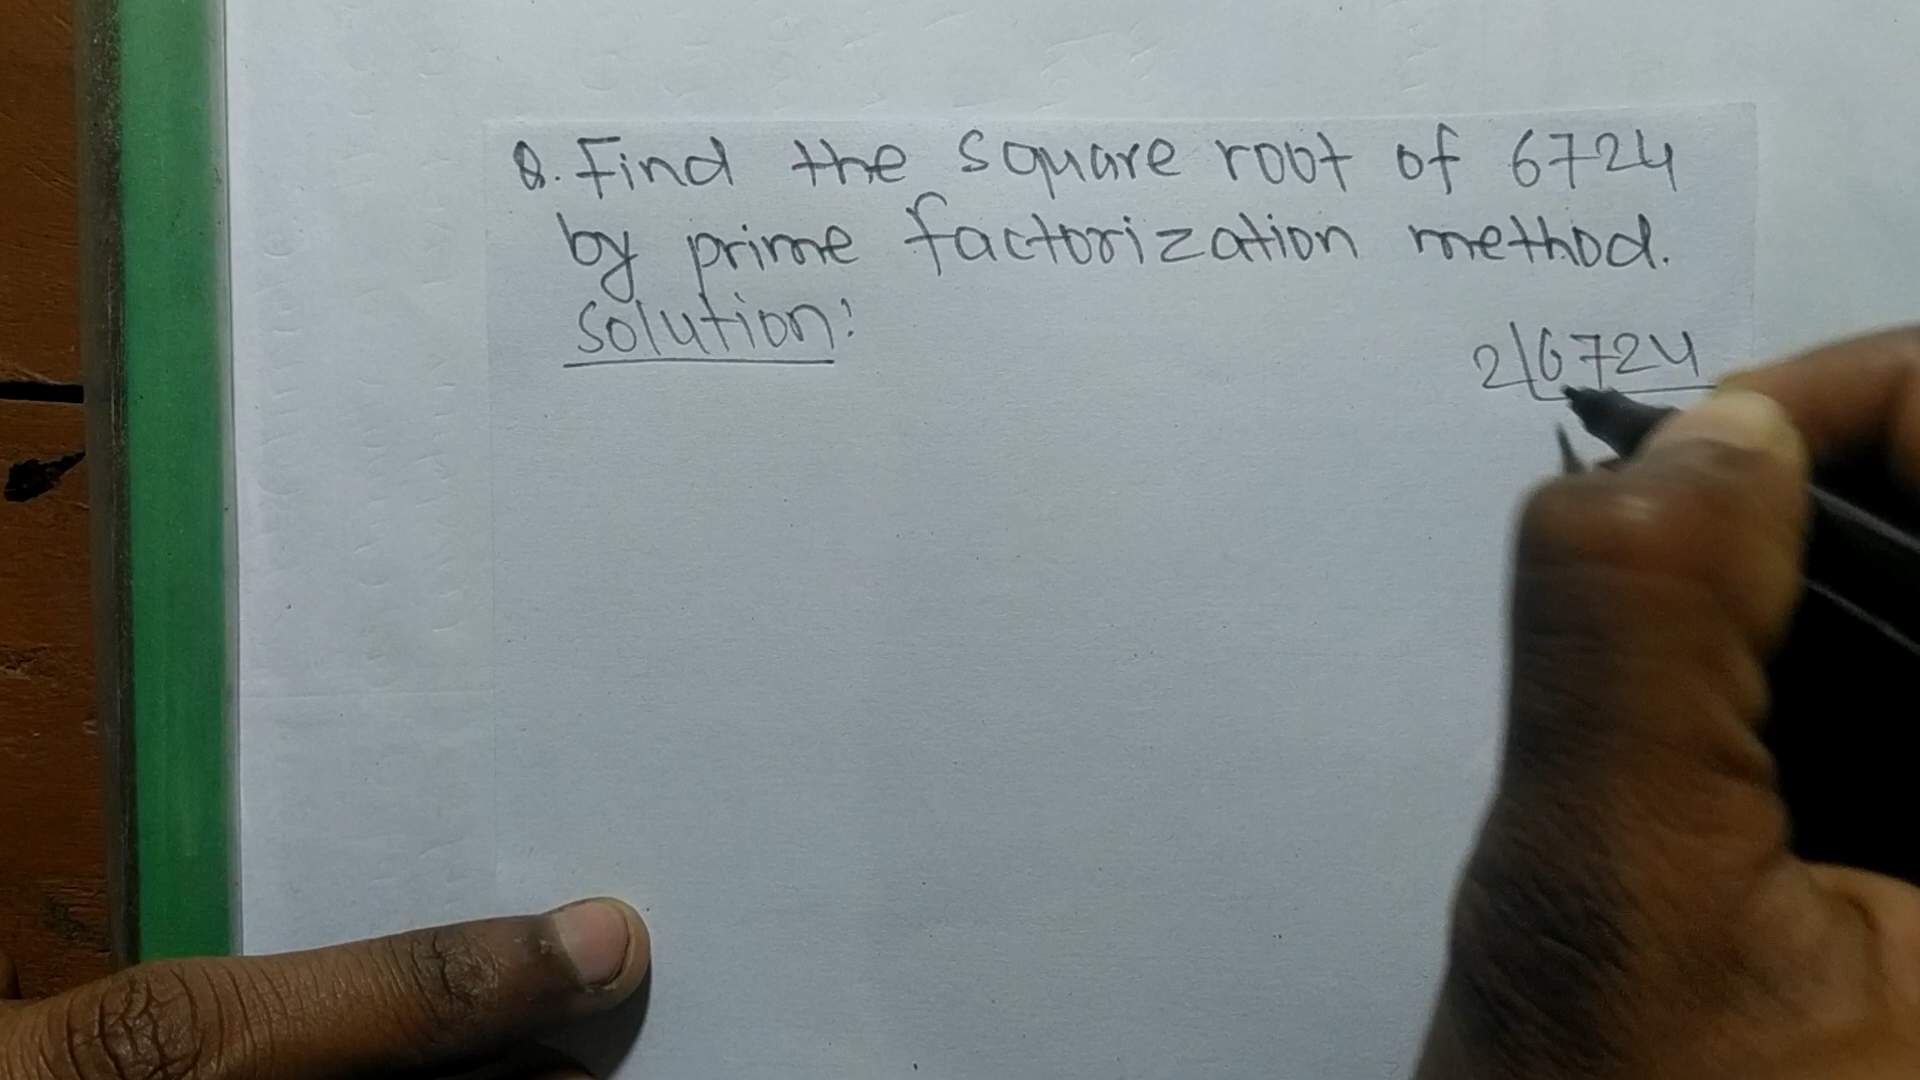 Q. Find the square root of 6724
by prime factorization method.
Solution:
2|6724